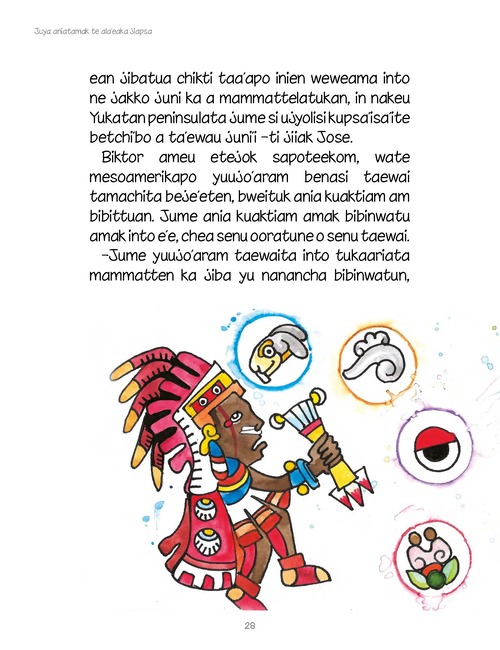 Juya aniatamak te ala'eaka jiapsa
ean jibatua chikti taa'apo inien weweama into
ne jakko juni ka a mammattelatukan, in nakeu
Yukatan peninsulata jume si ujyolisi kupsa'isa'ite
betchi'bo a ta'ewau juni'i –ti jiiak Jose.
Biktor ameu etejok sapoteekom, wate
mesoamerikapo yuujo'aram benasi taewai
tamachita beje'eten, bweituk ania kuaktiam am
bibittuan. Jume ania kuaktiam amak bibinwatu
amak into e'e, chea senu ooratune o senu taewai.
–Jume yuujo'aram taewaita into tukaariata
mammatten ka jiba yu nanancha bibinwatun,
28